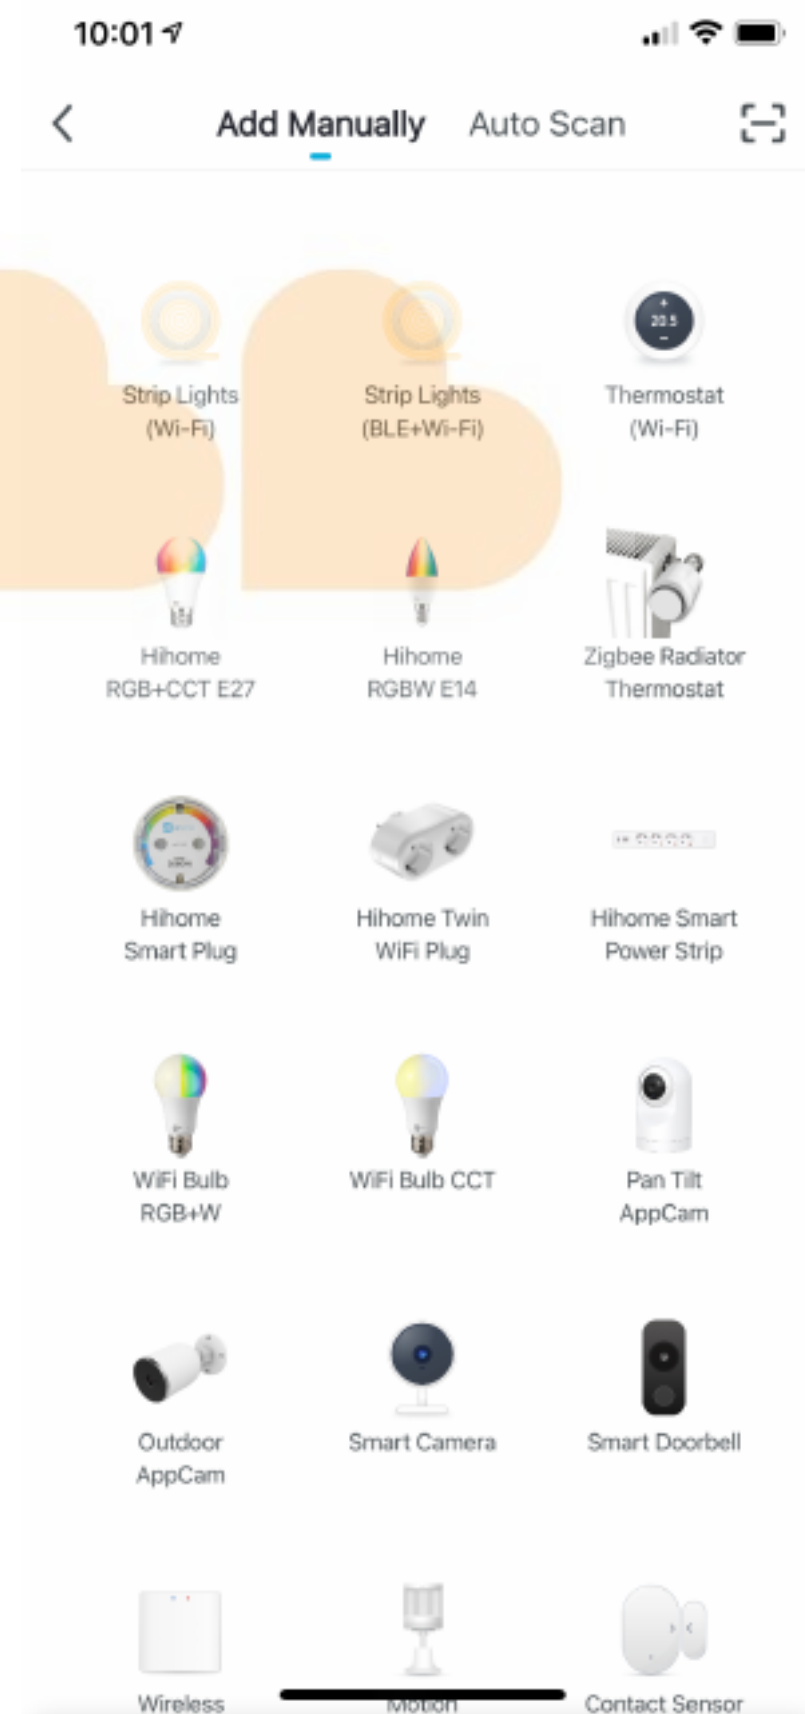 10:01
Add Manually Auto Scan
20.5
Strip Lights Strip Lights Thermostat
(Wi-Fi) (BLE+Wi-Fi) (Wi-Fi)
Hihome Hihome Zigbee Radiator
RGB+CCT E27 RGBW E14 Thermostat
Hihome Hihome Twin Hihome Smart
Smart Plug WiFi Plug Power Strip
WiFi Bulb WiFi Bulb CCT Pan Tilt
RGB+W AppCam
Outdoor Smart Camera Smart Doorbell
AppCam
Wireless Motion Contact Sensor